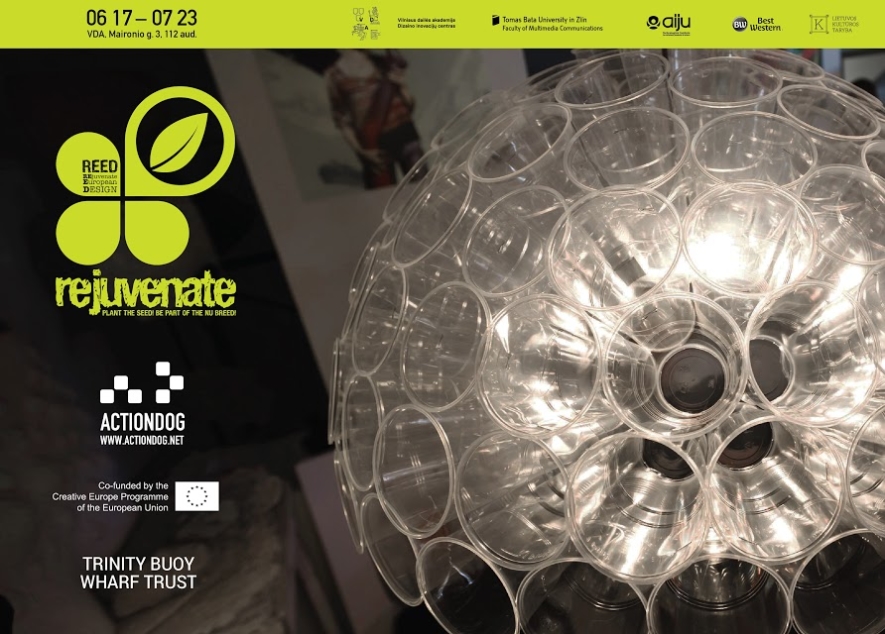 06 17 – 07 23
VDA, Maironio g. 3, 112 aud.
V D
A
Vilniaus dailės akademija
Dizaino inovacijų centras
Tomas Bata University in Zlín
Faculty of Multimedia Communications
aiju
BW Best
Western
K
LIETUVOS
KULTŪROS
TARYBA
REED
REjuvenate
European
DESIGN
rejuvenate
PLANT THE SEED! BE PART OF THE NU BREED!
ACTIONDOG
WWW.ACTIONDOG.NET
Co-funded by the
Creative Europe Programme
of the European Union
TRINITY BUOY
WHARF TRUST